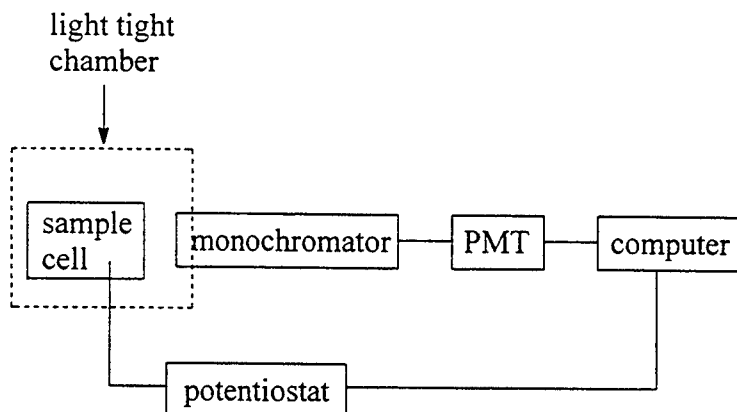 light tight
chamber
sample
cell
monochromator
PMT
computer
potentiostat